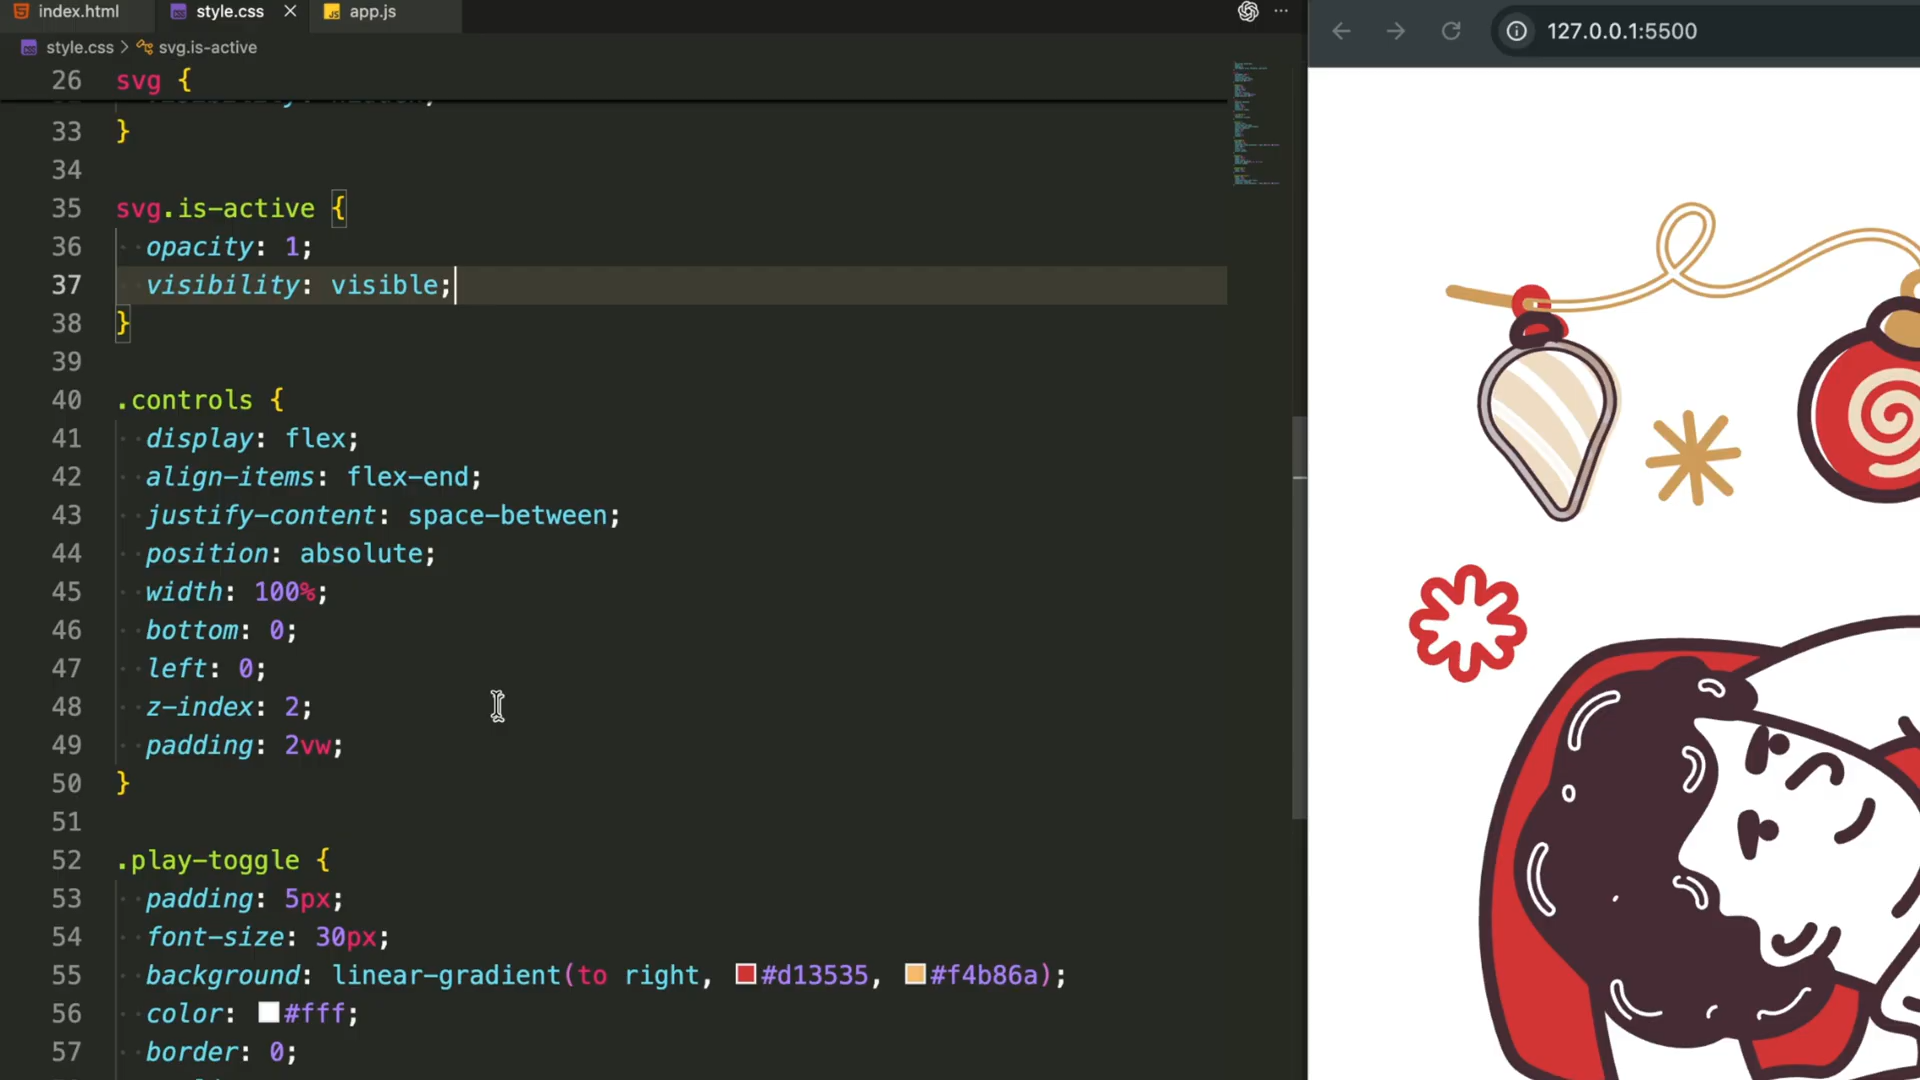 index.html
style.css
app.js
style.css > svg.is-active
127.0.0.1:5500
26 svg {
33 }
34
35 svg.is-active {
36 opacity: 1;
37 visibility: visible;
38 }
39
40 .controls {
41 display: flex;
42 align-items: flex-end;
43 justify-content: space-between;
44 position: absolute;
45 width: 100%;
46 bottom: 0;
47 left: 0;
48 z-index: 2;
49 padding: 2vw;
50 }
51
52 .play-toggle {
53 padding: 5px;
54 font-size: 30px;
55 background: linear-gradient(to right, #d13535, #f4b86a);
56 color: #fff;
57 border: 0;